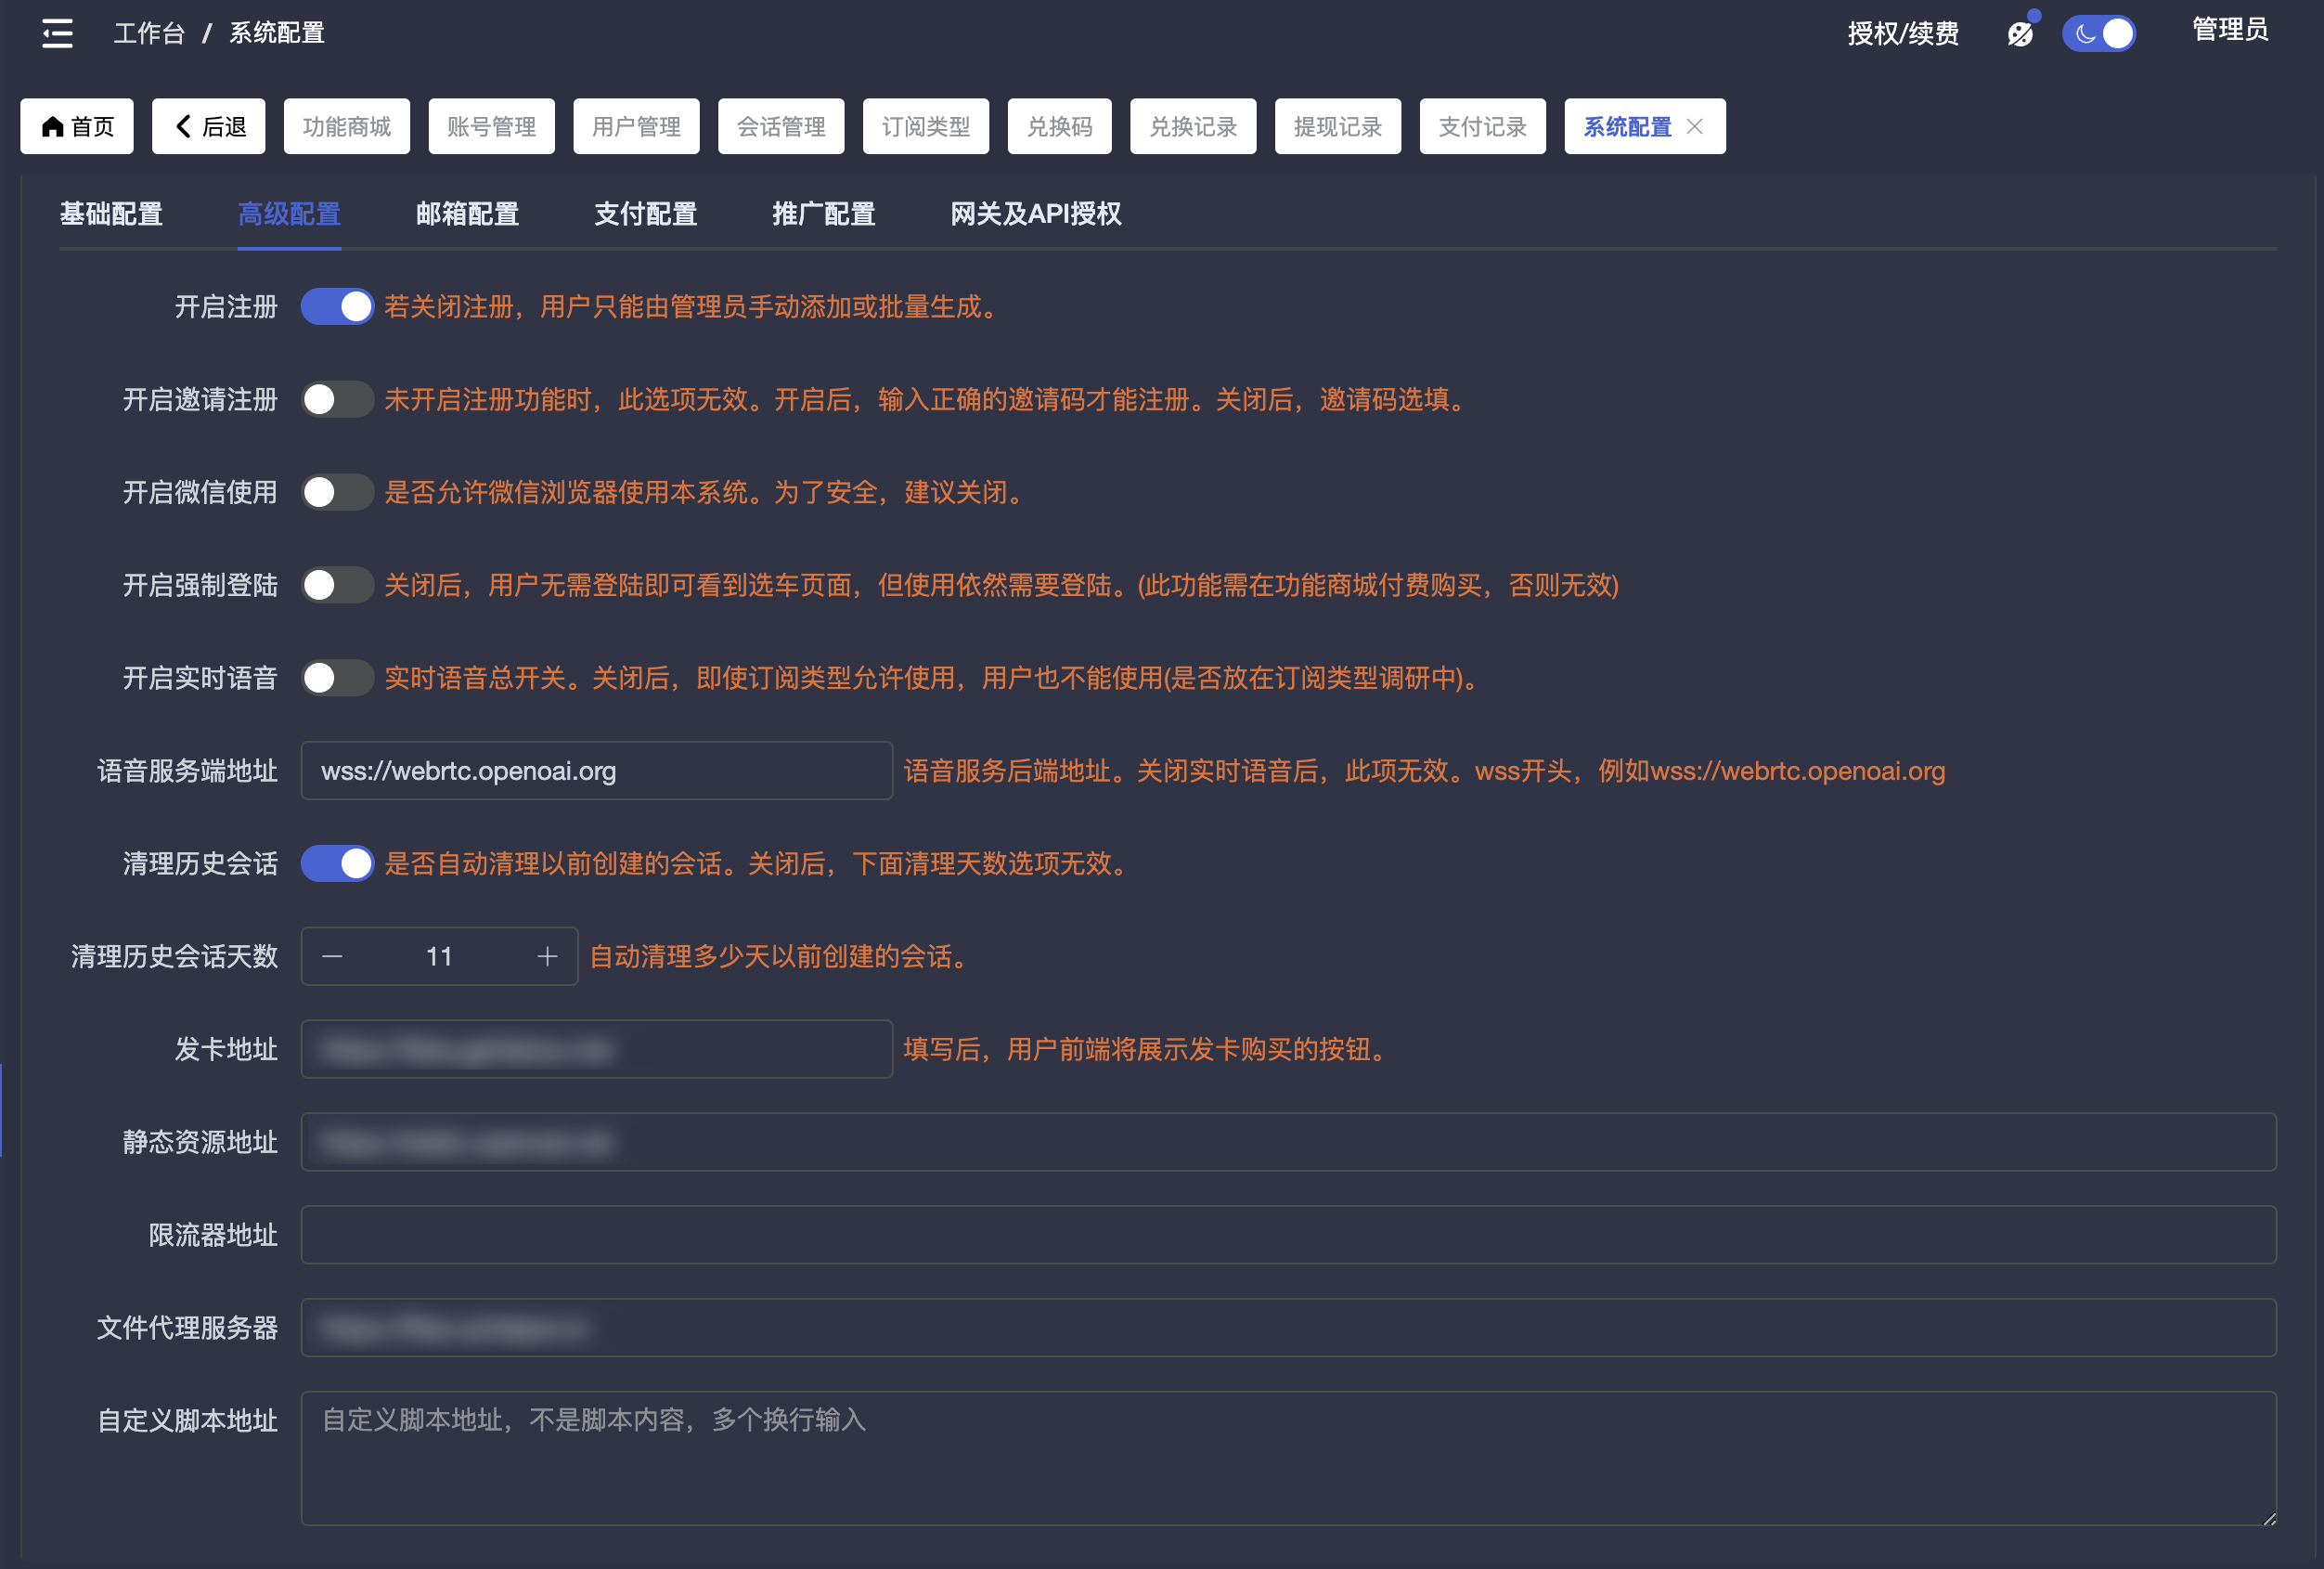 工作台 / 系统配置
授权/续费
管理员
首页
后退
功能商城
账号管理
用户管理
会话管理
订阅类型
兑换码
兑换记录
提现记录
支付记录
系统配置
基础配置
高级配置
邮箱配置
支付配置
推广配置
网关及API授权
开启注册 若关闭注册，用户只能由管理员手动添加或批量生成。
开启邀请注册 未开启注册功能时，此选项无效。开启后，输入正确的邀请码才能注册。关闭后，邀请码选填。
开启微信使用 是否允许微信浏览器使用本系统。为了安全，建议关闭。
开启强制登陆 关闭后，用户无需登陆即可看到选车页面，但使用依然需要登陆。(此功能需在功能商城付费购买，否则无效)
开启实时语音 实时语音总开关。关闭后，即使订阅类型允许使用，用户也不能使用(是否放在订阅类型调研中)。
语音服务端地址 wss://webrtc.openoai.org 语音服务后端地址。关闭实时语音后，此项无效。wss开头，例如wss://webrtc.openoai.org
清理历史会话 是否自动清理以前创建的会话。关闭后，下面清理天数选项无效。
清理历史会话天数 11 自动清理多少天以前创建的会话。
发卡地址 填写后，用户前端将展示发卡购买的按钮。
静态资源地址
限流器地址
文件代理服务器
自定义脚本地址 自定义脚本地址，不是脚本内容，多个换行输入